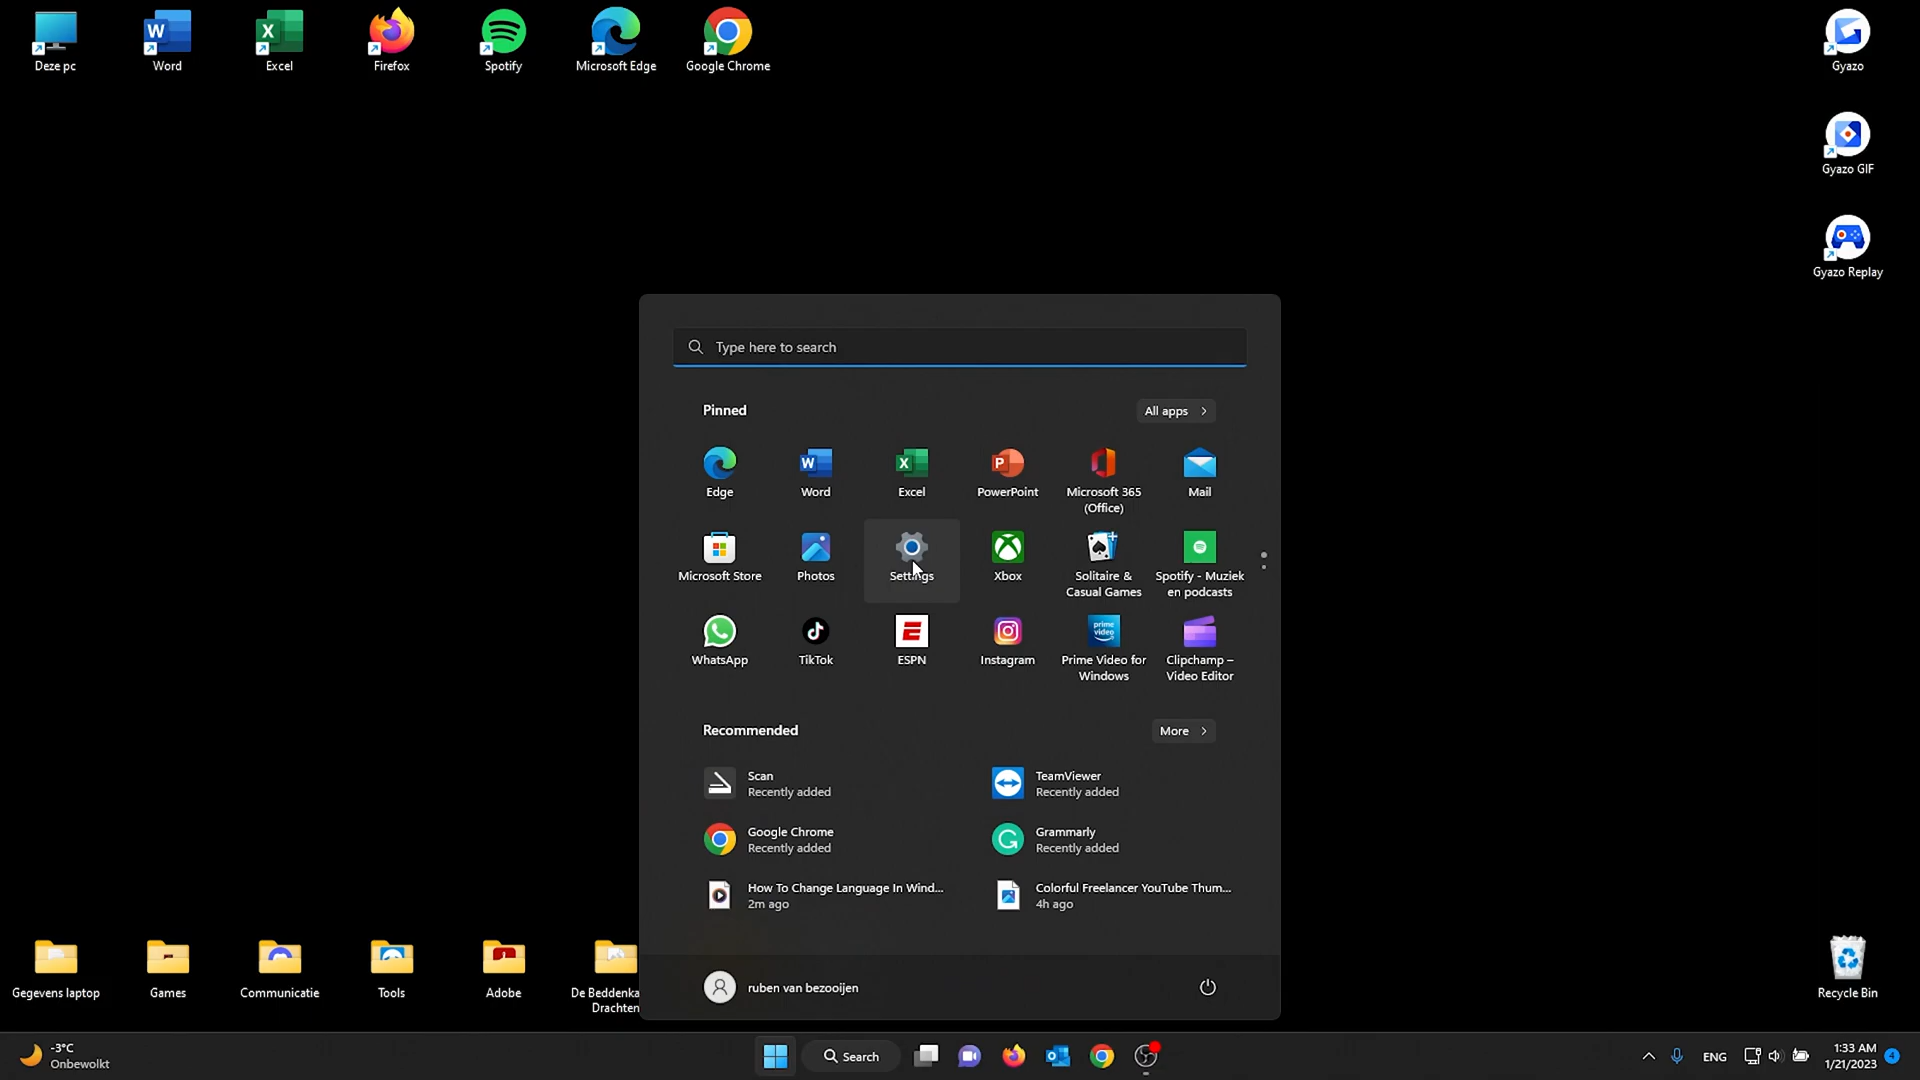 Deze pc
Word
Excel
Firefox
Spotify
Microsoft Edge
Google Chrome
Gyazo
Gyazo GIF
Gyazo Replay
Type here to search
Pinned
All apps
Edge
Word
Excel
PowerPoint
Microsoft 365
(Office)
Mail
Microsoft Store
Photos
Settings
Xbox
Solitaire &
Casual Games
Spotify - Muziek
en podcasts
WhatsApp
TikTok
ESPN
Instagram
Prime Video for
Windows
Clipchamp –
Video Editor
Recommended
More
Scan
Recently added
TeamViewer
Recently added
Google Chrome
Recently added
Grammarly
Recently added
How To Change Language In Wind...
2m ago
Colorful Freelancer YouTube Thum...
4h ago
ruben van bezooijen
Gegevens laptop
Games
Communicatie
Tools
Adobe
De Beddenka
Drachten
Recycle Bin
-3°C
Onbewolkt
Search
ENG
1:33 AM
1/21/2023
4